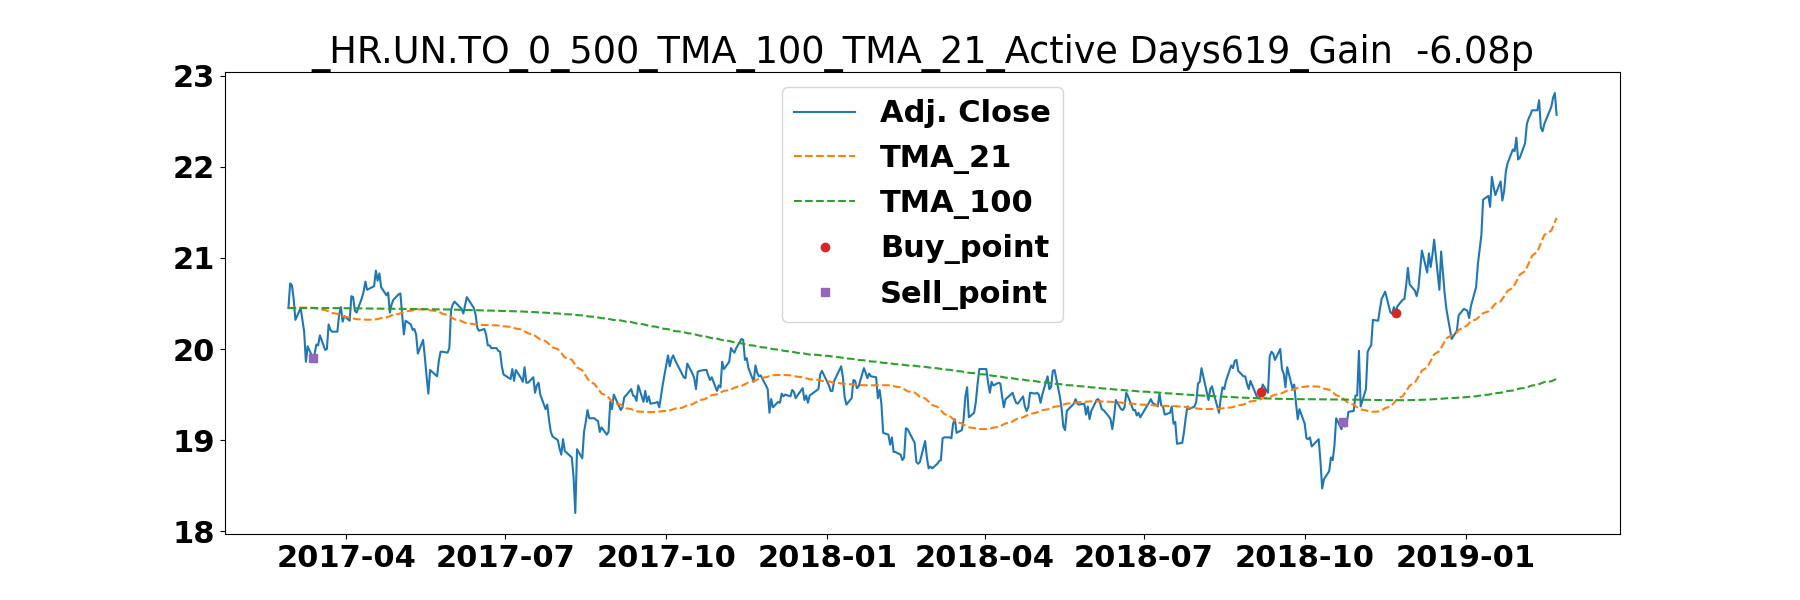 _HR.UN.TO_0_500_TMA_100_TMA_21_Active Days619_Gain  -6.08p
23
22
21
20
19
18
Adj. Close
TMA_21
TMA_100
Buy_point
Sell_point
2017-04 2017-07 2017-10 2018-01 2018-04 2018-07 2018-10 2019-01